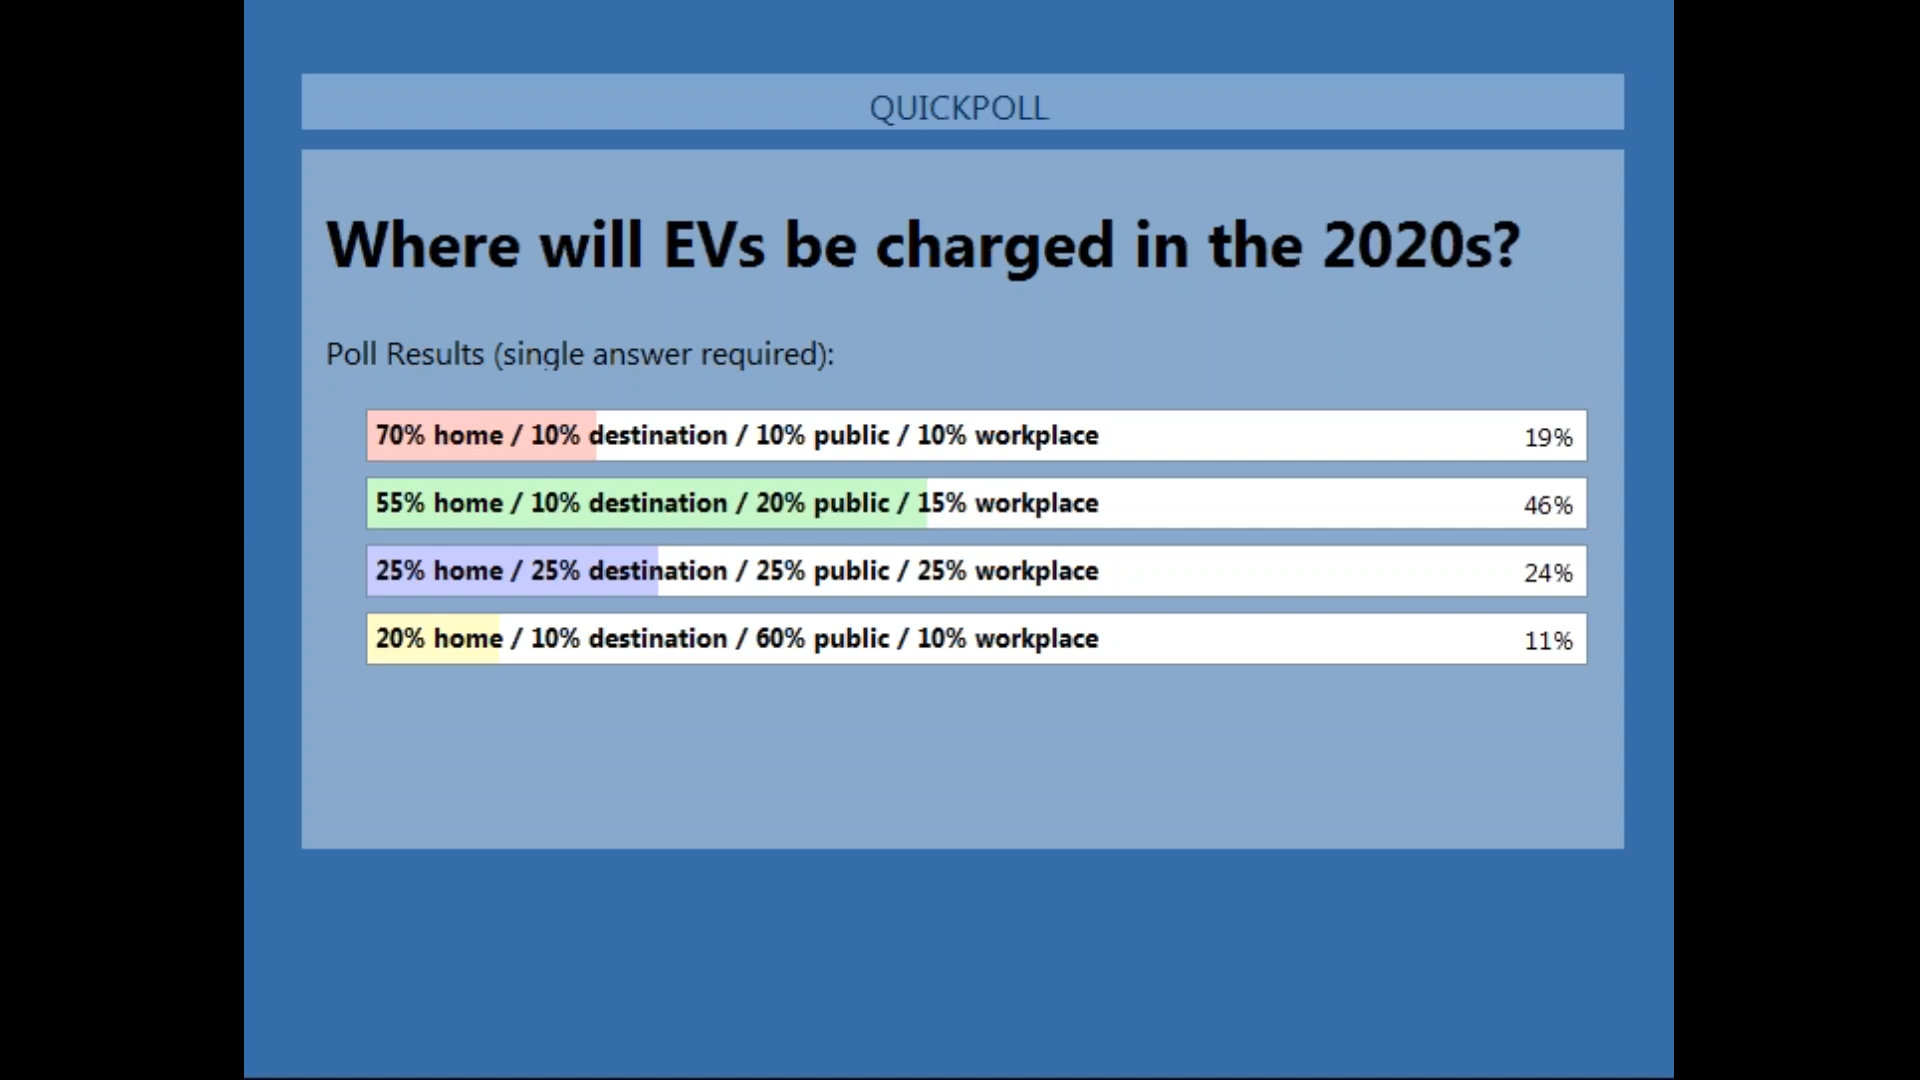 QUICKPOLL
Where will EVs be charged in the 2020s?
Poll Results (single answer required):
70% home / 10% destination / 10% public / 10% workplace 19%
55% home / 10% destination / 20% public / 15% workplace 46%
25% home / 25% destination / 25% public / 25% workplace 24%
20% home / 10% destination / 60% public / 10% workplace 11%